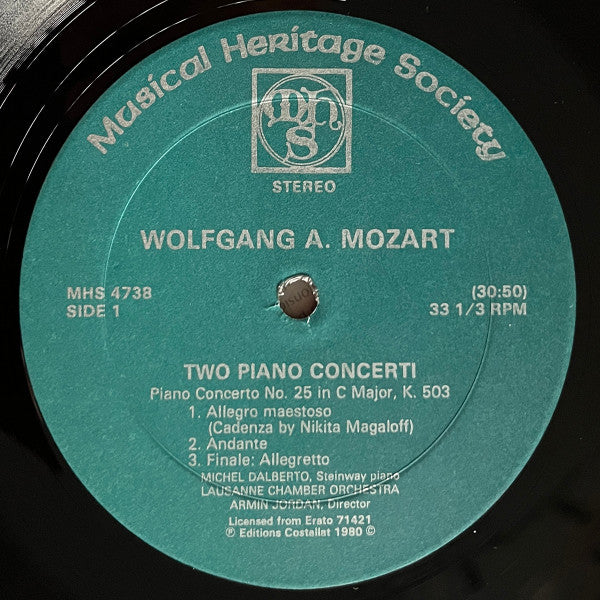 Musical Heritage Society
mhs
STEREO
WOLFGANG A. MOZART
MHS 4738
SIDE 1
(30:50)
33 1/3 RPM
TWO PIANO CONCERTI
Piano Concerto No. 25 in C Major, K. 503
1. Allegro maestoso
(Cadenza by Nikita Magaloff)
2. Andante
3. Finale: Allegretto
MICHEL DALBERTO, Steinway piano
LAUSANNE CHAMBER ORCHESTRA
ARMIN JORDAN, Director
Licensed from Erato 71421
℗ Editions Costallat 1980 ©